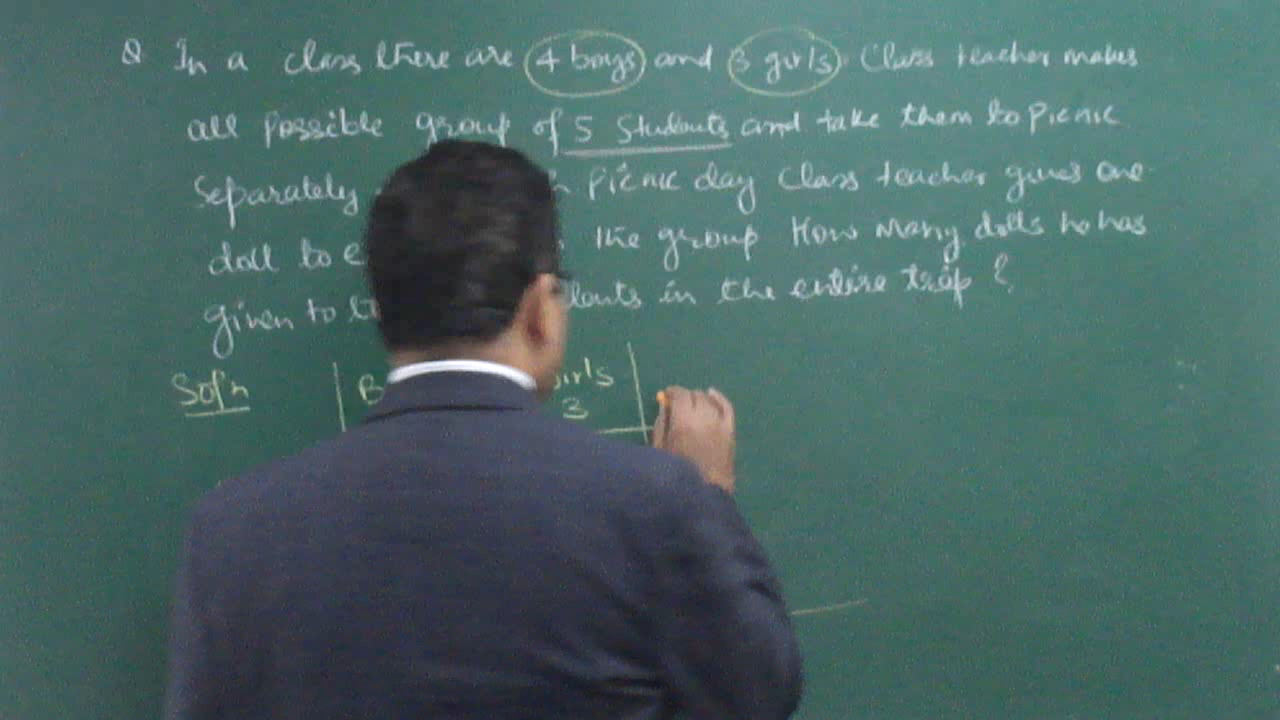 Q In a class there are 4 boys and 3 girls. Class teacher makes
all possible group of 5 students and take them to picnic
separately picnic day class teacher gives one
doll to the group How many dolls he has
given to in the entire trip ?
Sol'n
3